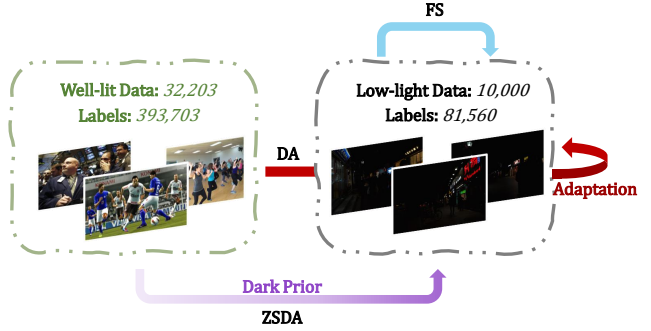 FS
Well-lit Data: 32,203
Labels: 393,703
Low-light Data: 10,000
Labels: 81,560
DA
Adaptation
Dark Prior
ZSDA